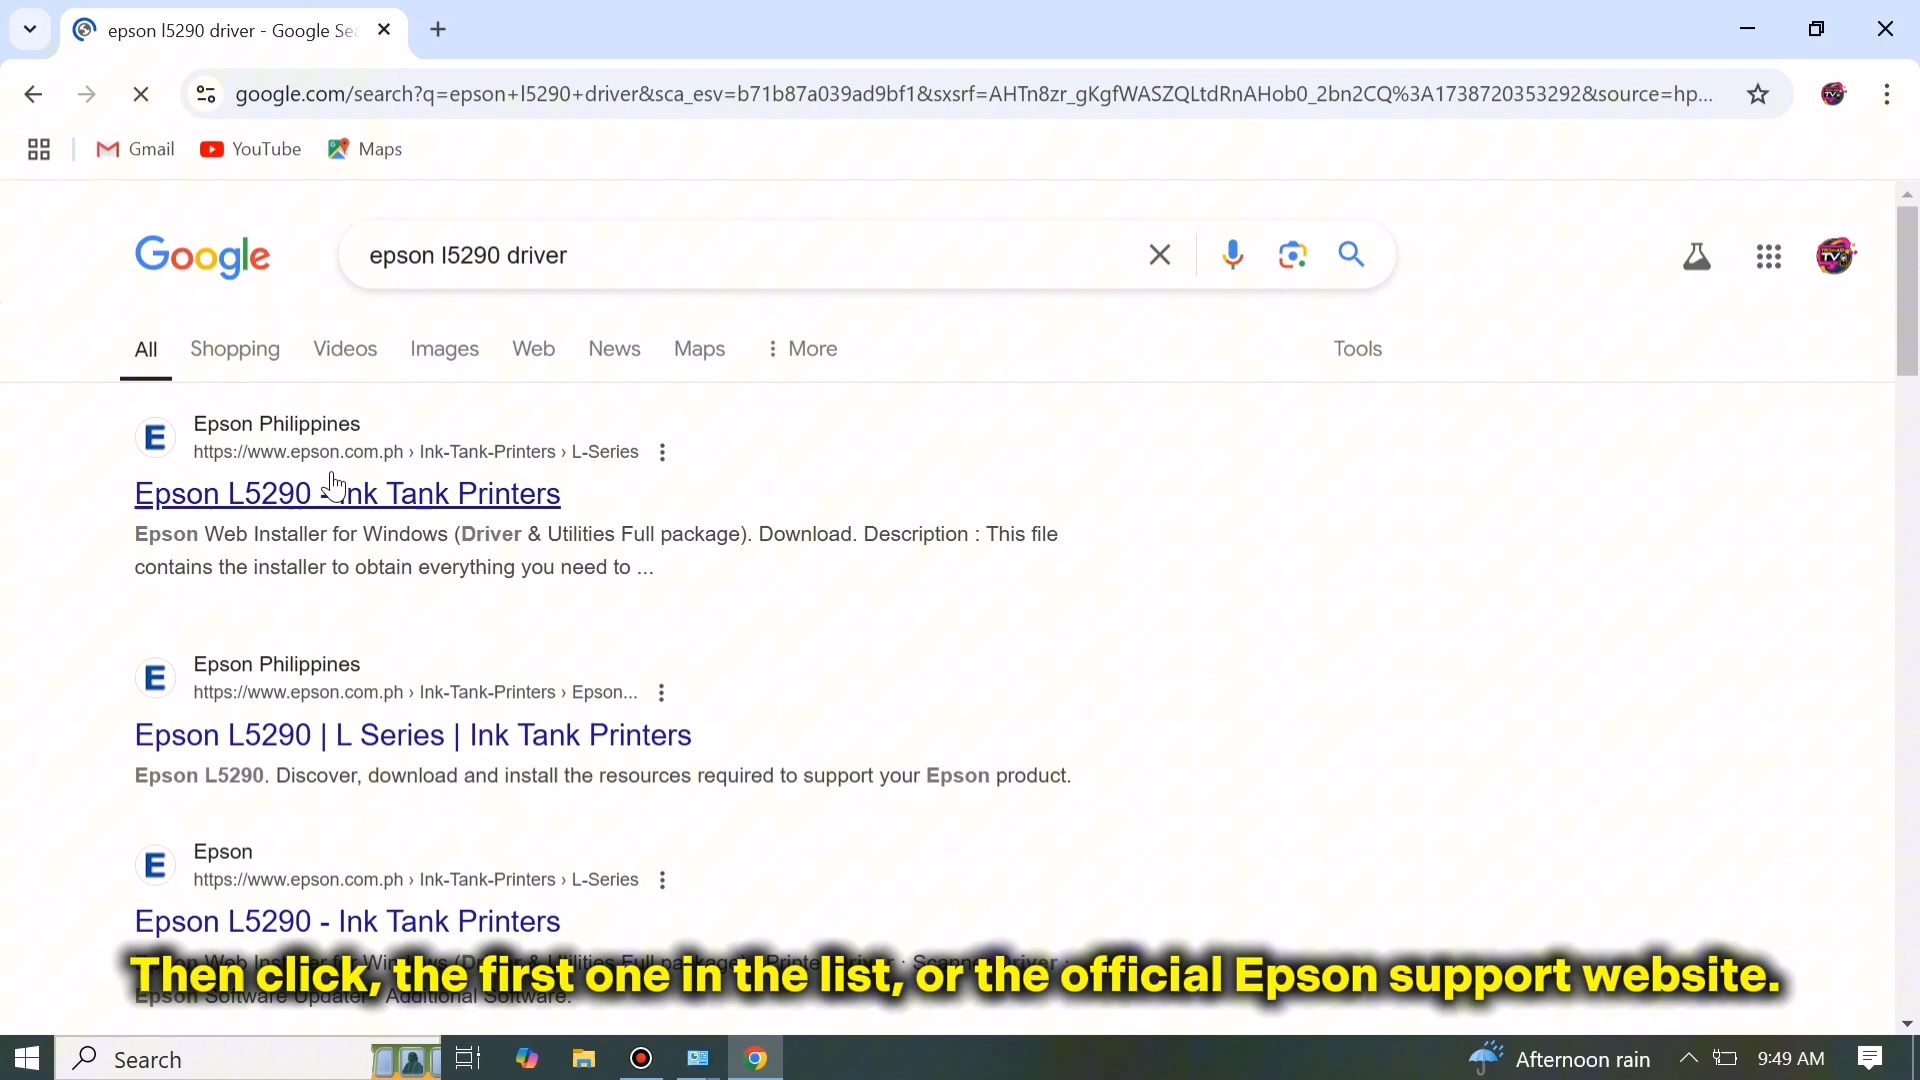 epson l5290 driver - Google Sea
google.com/search?q=epson+l5290+driver&sca_esv=b71b87a039ad9bf1&sxsrf=AHTn8zr_gKgfWASZQLtdRnAHob0_2bn2CQ%3A1738720353292&source=hp...
Gmail YouTube Maps
Google
epson l5290 driver
All Shopping Videos Images Web News Maps More Tools
Epson Philippines
https://www.epson.com.ph › Ink-Tank-Printers › L-Series
Epson L5290 - Ink Tank Printers
Epson Web Installer for Windows (Driver & Utilities Full package). Download. Description : This file
contains the installer to obtain everything you need to ...
Epson Philippines
https://www.epson.com.ph › Ink-Tank-Printers › Epson...
Epson L5290 | L Series | Ink Tank Printers
Epson L5290. Discover, download and install the resources required to support your Epson product.
Epson
https://www.epson.com.ph › Ink-Tank-Printers › L-Series
Epson L5290 - Ink Tank Printers
Then click, the first one in the list, or the official Epson support website.
Epson Software Updater · Additional Software.
Search
Afternoon rain
9:49 AM